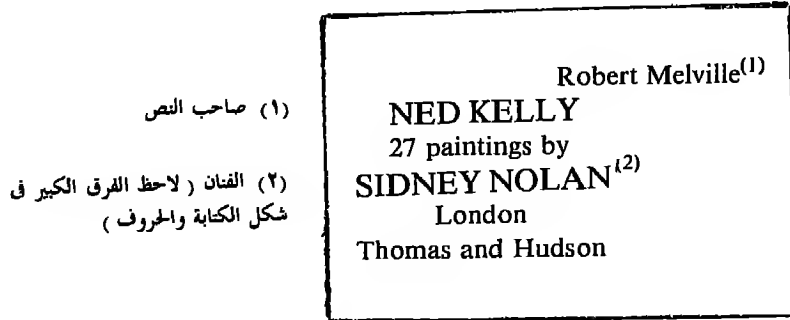 Robert Melville(1)
NED KELLY
27 paintings by
SIDNEY NOLAN(2)
London
Thomas and Hudson
(١) صاحب النص
(٢) الفنان ( لاحظ الفرق الكبير فى
شكل الكتابة والحروف )